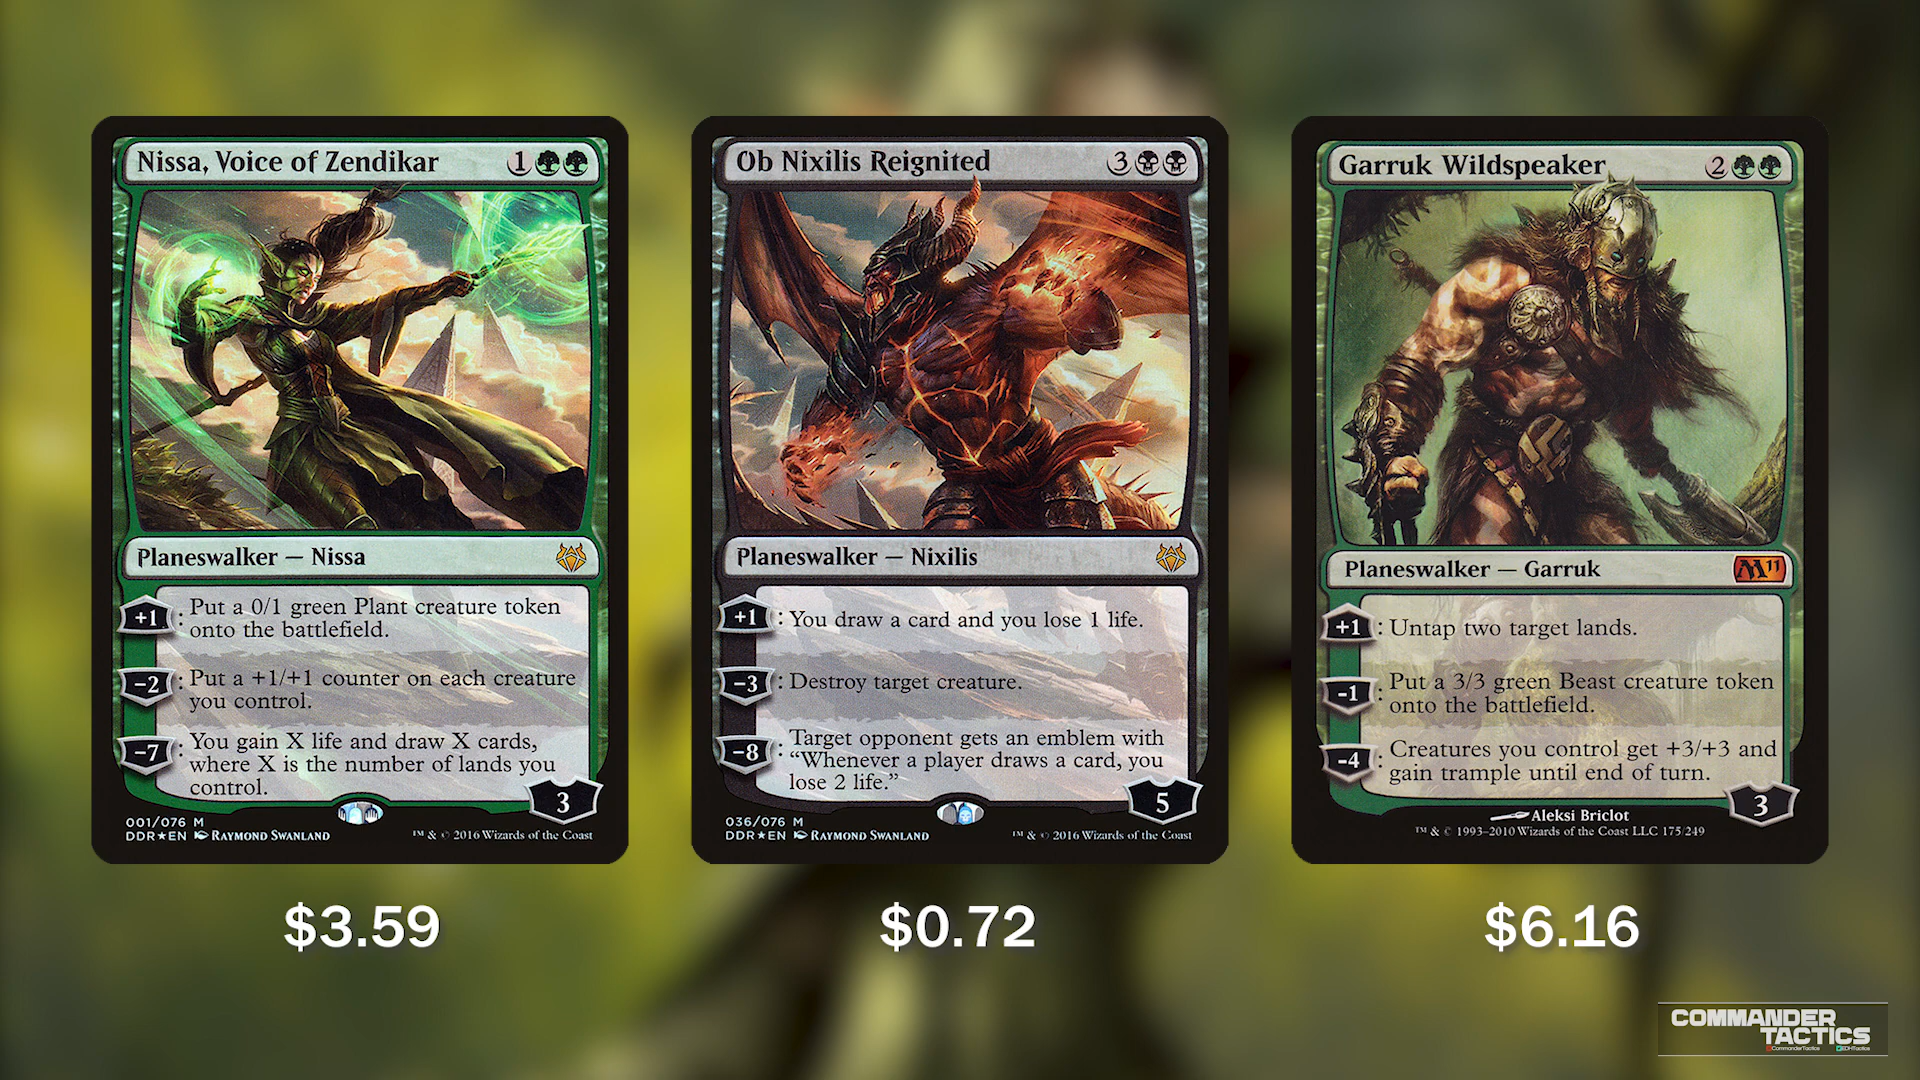 Nissa, Voice of Zendikar 1
Planeswalker — Nissa
+1 : Put a 0/1 green Plant creature token
onto the battlefield.
-2 : Put a +1/+1 counter on each creature
you control.
-7 : You gain X life and draw X cards,
where X is the number of lands you
control.
3
001/076 M
DDR★EN Raymond Swanland ™ & © 2016 Wizards of the Coast
$3.59
Ob Nixilis Reignited 3
Planeswalker — Nixilis
+1 : You draw a card and you lose 1 life.
-3 : Destroy target creature.
-8 : Target opponent gets an emblem with
“Whenever a player draws a card, you
lose 2 life.”
5
036/076 M
DDR★EN Raymond Swanland ™ & © 2016 Wizards of the Coast
$0.72
Garruk Wildspeaker 2
Planeswalker — Garruk M11
+1 : Untap two target lands.
-1 : Put a 3/3 green Beast creature token
onto the battlefield.
-4 : Creatures you control get +3/+3 and
gain trample until end of turn.
3
Aleksi Briclot
™ & © 1993–2010 Wizards of the Coast LLC 175/249
$6.16
COMMANDER
TACTICS
CommanderTactics EDHTactics